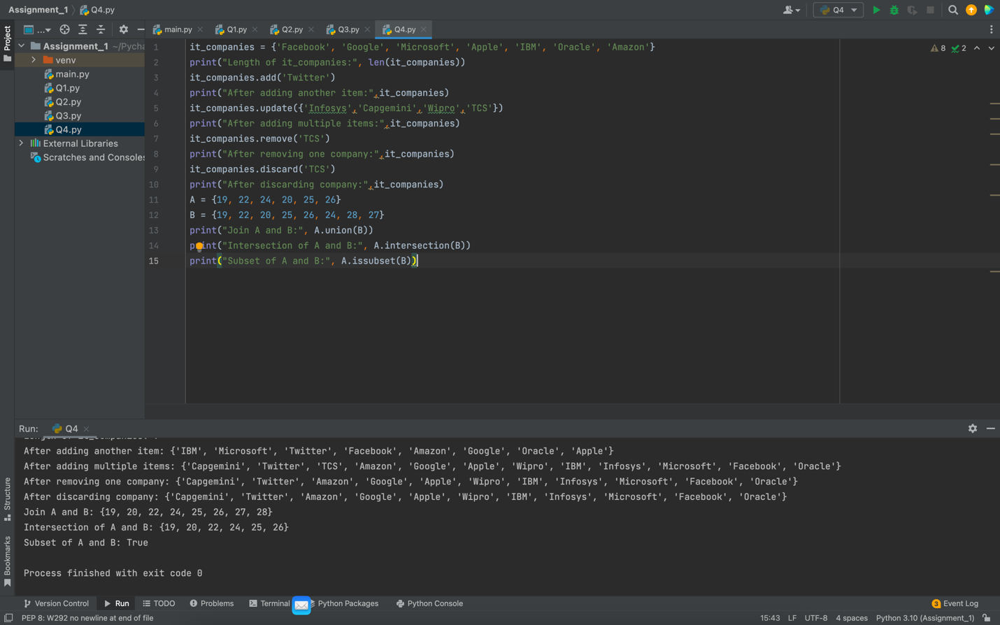 Assignment_1 Q4.py
Q4
Project
...
main.py Q1.py Q2.py Q3.py Q4.py
Assignment_1 ~/Pycha
venv
main.py
Q1.py
Q2.py
Q3.py
Q4.py
External Libraries
Scratches and Consoles
8 2
1 it_companies = {'Facebook', 'Google', 'Microsoft', 'Apple', 'IBM', 'Oracle', 'Amazon'}
2 print("Length of it_companies:", len(it_companies))
3 it_companies.add('Twitter')
4 print("After adding another item:",it_companies)
5 it_companies.update({'Infosys','Capgemini','Wipro','TCS'})
6 print("After adding multiple items:",it_companies)
7 it_companies.remove('TCS')
8 print("After removing one company:",it_companies)
9 it_companies.discard('TCS')
10 print("After discarding company:",it_companies)
11 A = {19, 22, 24, 20, 25, 26}
12 B = {19, 22, 20, 25, 26, 24, 28, 27}
13 print("Join A and B:", A.union(B))
14 print("Intersection of A and B:", A.intersection(B))
15 print("Subset of A and B:", A.issubset(B))
Run: Q4
After adding another item: {'IBM', 'Microsoft', 'Twitter', 'Facebook', 'Amazon', 'Google', 'Oracle', 'Apple'}
After adding multiple items: {'Capgemini', 'Twitter', 'TCS', 'Amazon', 'Google', 'Apple', 'Wipro', 'IBM', 'Infosys', 'Microsoft', 'Facebook', 'Oracle'}
After removing one company: {'Capgemini', 'Twitter', 'Amazon', 'Google', 'Apple', 'Wipro', 'IBM', 'Infosys', 'Microsoft', 'Facebook', 'Oracle'}
After discarding company: {'Capgemini', 'Twitter', 'Amazon', 'Google', 'Apple', 'Wipro', 'IBM', 'Infosys', 'Microsoft', 'Facebook', 'Oracle'}
Join A and B: {19, 20, 22, 24, 25, 26, 27, 28}
Intersection of A and B: {19, 20, 22, 24, 25, 26}
Subset of A and B: True
Process finished with exit code 0
Structure
Bookmarks
Version Control Run TODO Problems Terminal Python Packages Python Console 3 Event Log
PEP 8: W292 no newline at end of file 15:43 LF UTF-8 4 spaces Python 3.10 (Assignment_1)